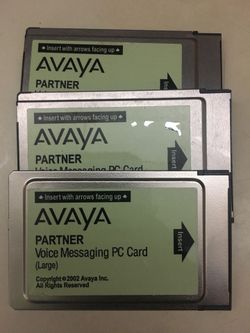 ♠ Insert with arrows facing up ♠
AVAYA
PARTNER
♠ Insert with arrows facing up ♠
AVAYA
PARTNER
Voice Messaging PC Card
Insert
♠ Insert with arrows facing up ♠
AVAYA
PARTNER
Voice Messaging PC Card
(Large)
Insert
Copyright©2002 Avaya Inc.
All Rights Reserved